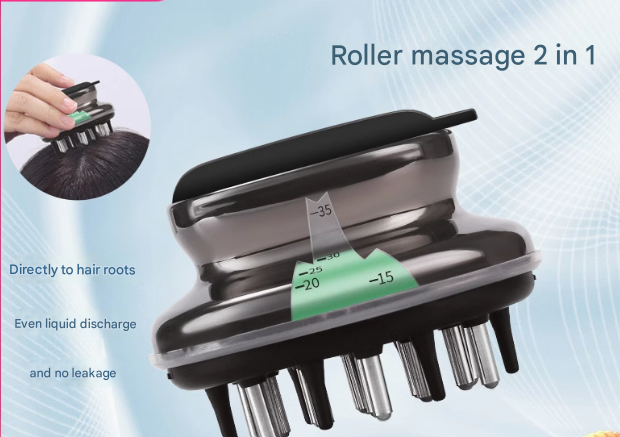 Roller massage 2 in 1
-35
-30
-25
-20
-15
Directly to hair roots
Even liquid discharge
and no leakage